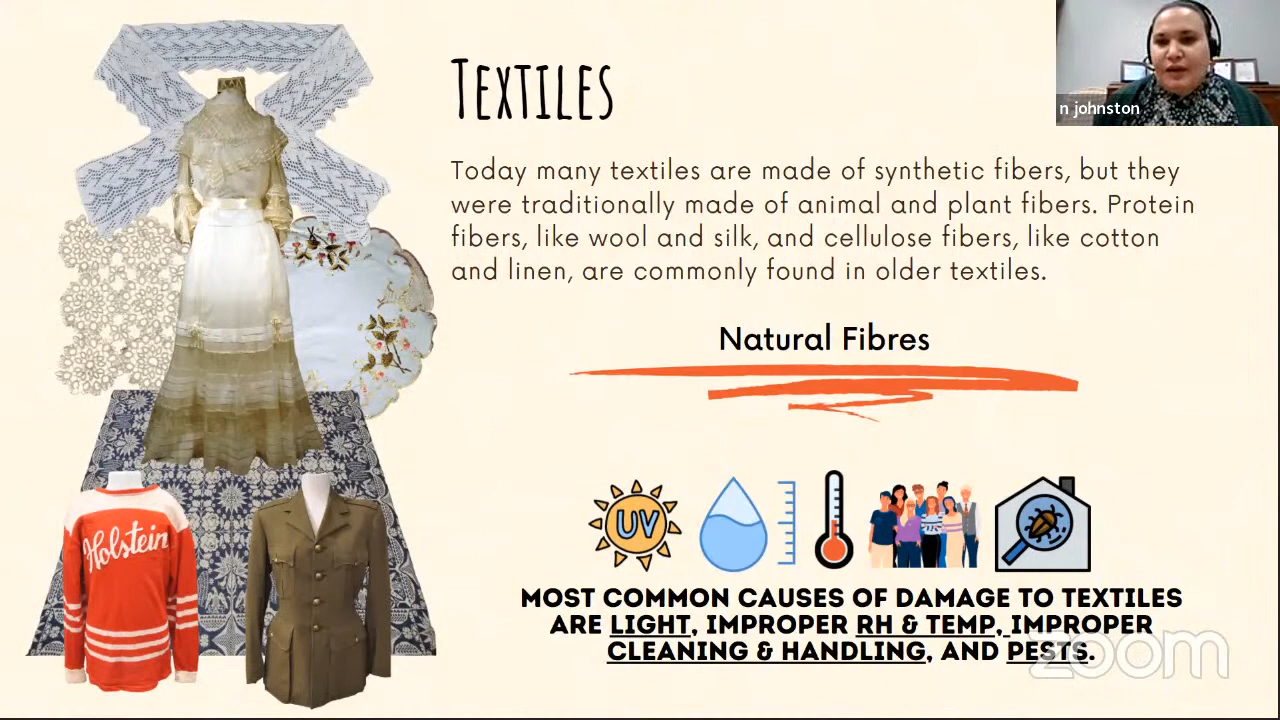 n johnston
Textiles
Today many textiles are made of synthetic fibers, but they
were traditionally made of animal and plant fibers. Protein
fibers, like wool and silk, and cellulose fibers, like cotton
and linen, are commonly found in older textiles.
Natural Fibres
UV
Holstein
MOST COMMON CAUSES OF DAMAGE TO TEXTILES
ARE LIGHT, IMPROPER RH & TEMP, IMPROPER
CLEANING & HANDLING, AND PESTS.
zoom